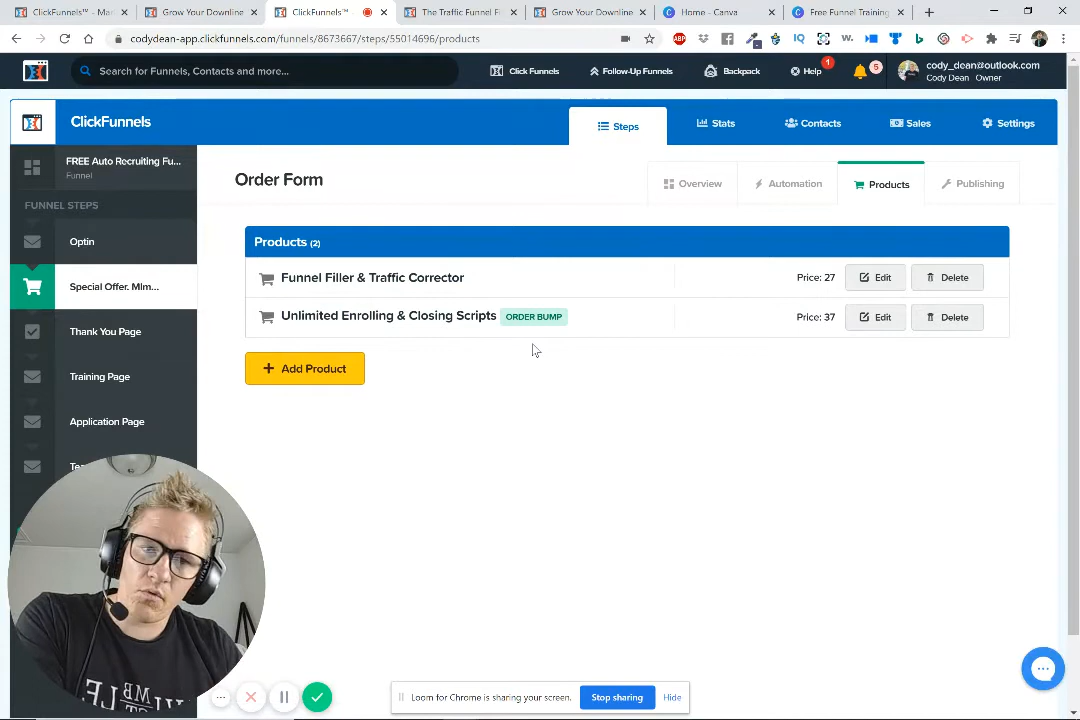 ClickFunnels™ - Mar
Grow Your Downline
ClickFunnels™
The Traffic Funnel F
Grow Your Downline
Home - Canva
Free Funnel Training
codydean-app.clickfunnels.com/funnels/8673667/steps/55014696/products
Search for Funnels, Contacts and more...
Click Funnels
Follow-Up Funnels
Backpack
Help
1
5
cody_dean@outlook.com
Cody Dean Owner
ClickFunnels
Steps
Stats
Contacts
Sales
Settings
FREE Auto Recruiting Fu...
Funnel
FUNNEL STEPS
Optin
Special Offer. Mlm...
Thank You Page
Training Page
Application Page
Order Form
Overview
Automation
Products
Publishing
Products (2)
Funnel Filler & Traffic Corrector
Price: 27
Edit
Delete
Unlimited Enrolling & Closing Scripts ORDER BUMP
Price: 37
Edit
Delete
+ Add Product
Loom for Chrome is sharing your screen.
Stop sharing
Hide